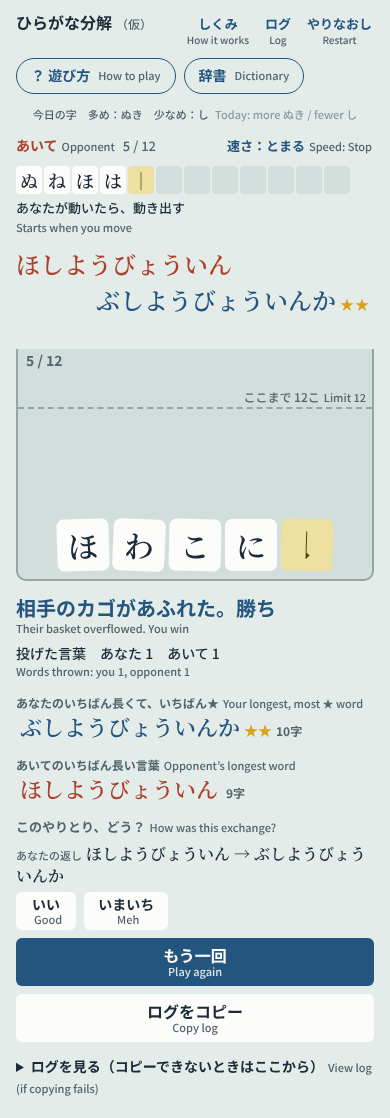 ひらがな分解 （仮） しくみ ログ やりなおし
How it works Log Restart
？ 遊び方 How to play 辞書 Dictionary
今日の字 多め：ぬき 少なめ：し Today: more ぬき / fewer し
あいて Opponent 5 / 12 速さ：とまる Speed: Stop
ぬ ね ほ は
あなたが動いたら、動き出す
Starts when you move
ほしようびょういん
ぶしようびょういんか ★★
5 / 12
ここまで 12こ Limit 12
ほ わ こ に
相手のカゴがあふれた。勝ち
Their basket overflowed. You win
投げた言葉 あなた 1 あいて 1
Words thrown: you 1, opponent 1
あなたのいちばん長くて、いちばん★ Your longest, most ★ word
ぶしようびょういんか ★★ 10字
あいてのいちばん長い言葉 Opponent's longest word
ほしようびょういん 9字
このやりとり、どう？ How was this exchange?
あなたの返し ほしようびょういん → ぶしようびょうい
んか
いい いまいち
Good Meh
もう一回
Play again
ログをコピー
Copy log
▶ ログを見る（コピーできないときはここから） View log
(if copying fails)